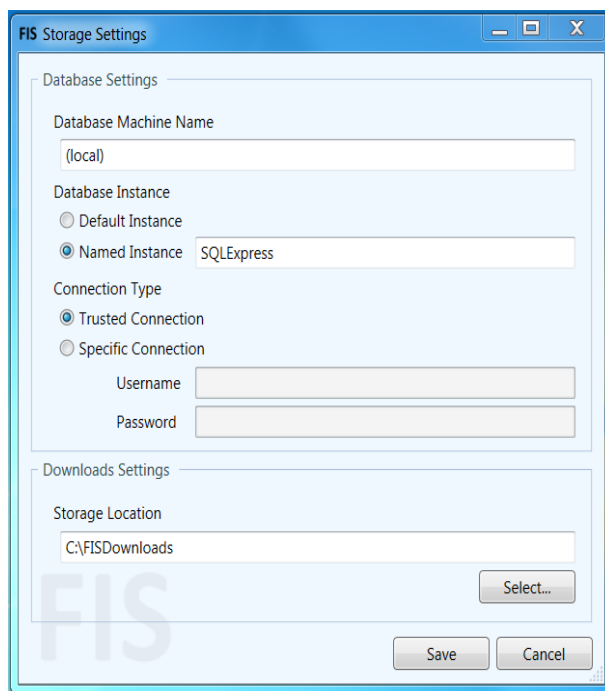 FIS Storage Settings
Database Settings
Database Machine Name
(local)
Database Instance
Default Instance
Named Instance SQLExpress
Connection Type
Trusted Connection
Specific Connection
Username
Password
Downloads Settings
Storage Location
C:\FISDownloads
Select...
FIS
Save Cancel